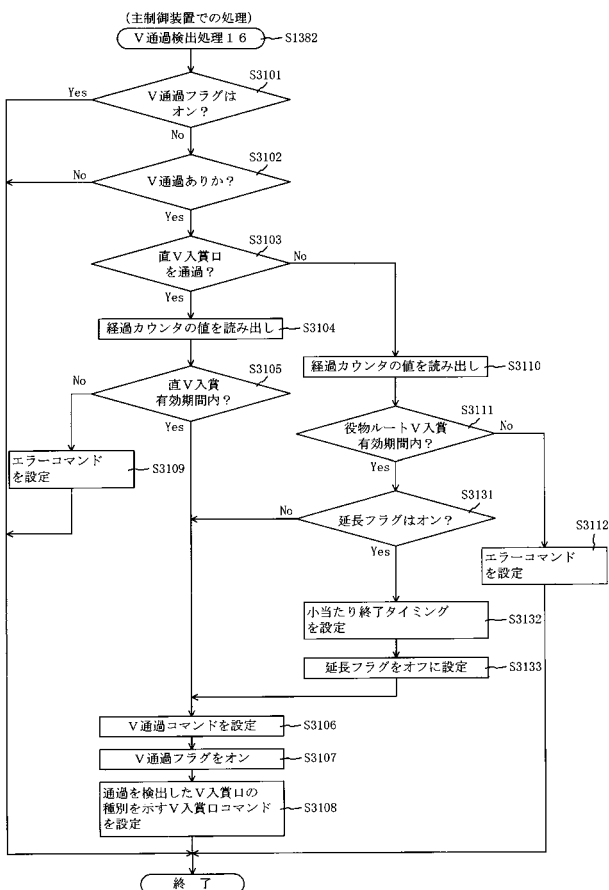 (主制御装置での処理)
V通過検出処理16
S1382
S3101
V通過フラグは
オン?
Yes
No
S3102
V通過ありか?
No
Yes
S3103
直V入賞口
を通過?
No
Yes
経過カウンタの値を読み出し
S3104
S3105
直V入賞
有効期間内?
No
Yes
エラーコマンド
を設定
S3109
経過カウンタの値を読み出し
S3110
S3111
役物ルートV入賞
有効期間内?
No
Yes
S3131
延長フラグはオン?
No
Yes
S3112
エラーコマンド
を設定
小当たり終了タイミング
を設定
S3132
延長フラグをオフに設定
S3133
V通過コマンドを設定
S3106
V通過フラグをオン
S3107
通過を検出したV入賞口の
種別を示すV入賞口コマンド
を設定
S3108
終 了